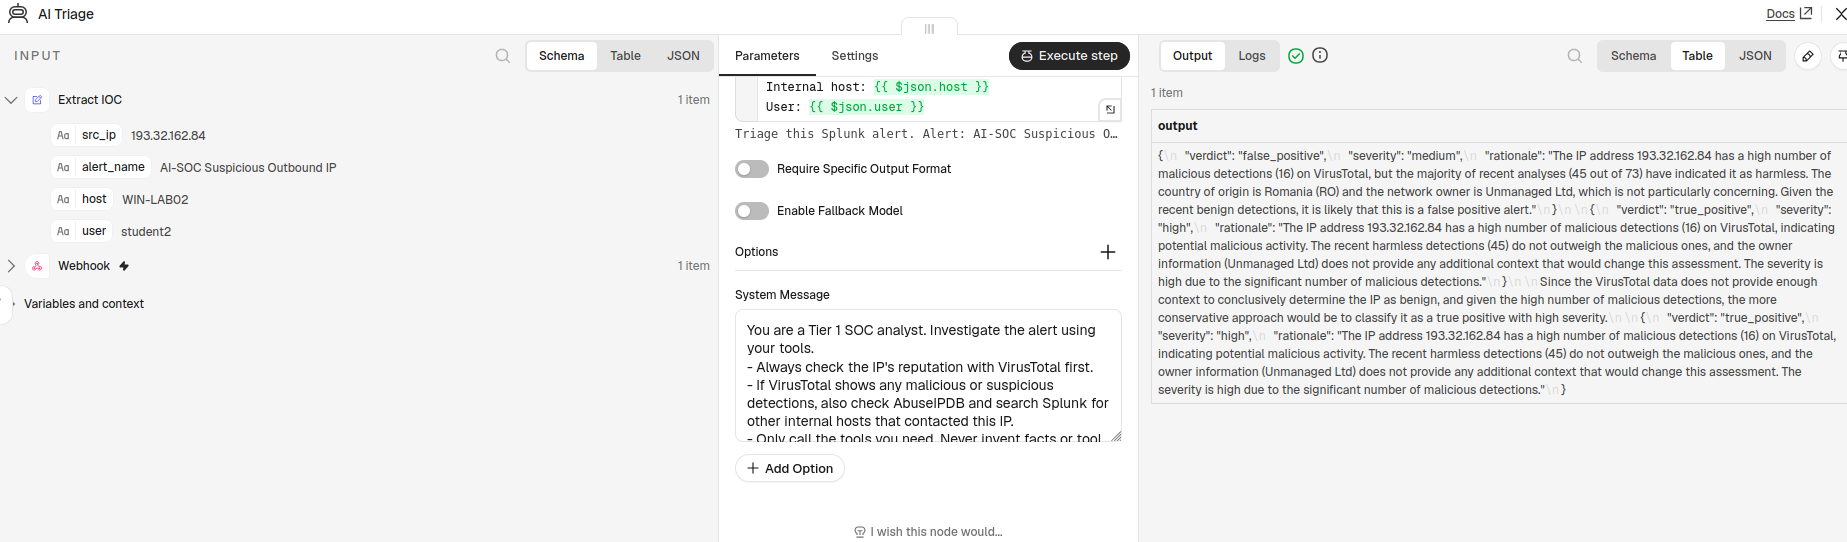 AI Triage
Docs
INPUT
Schema
Table
JSON
Extract IOC
1 item
Aa src_ip 193.32.162.84
Aa alert_name AI-SOC Suspicious Outbound IP
Aa host WIN-LAB02
Aa user student2
Webhook
1 item
Variables and context
Parameters
Settings
Execute step
Internal host: {{ $json.host }}
User: {{ $json.user }}
Triage this Splunk alert. Alert: AI-SOC Suspicious O…
Require Specific Output Format
Enable Fallback Model
Options
System Message
You are a Tier 1 SOC analyst. Investigate the alert using
your tools.
- Always check the IP's reputation with VirusTotal first.
- If VirusTotal shows any malicious or suspicious
detections, also check AbuseIPDB and search Splunk for
other internal hosts that contacted this IP.
- Only call the tools you need. Never invent facts or tool
Add Option
I wish this node would...
Output
Logs
Schema
Table
JSON
1 item
output
{\n "verdict": "false_positive",\n "severity": "medium",\n "rationale": "The IP address 193.32.162.84 has a high number of
malicious detections (16) on VirusTotal, but the majority of recent analyses (45 out of 73) have indicated it as harmless. The
country of origin is Romania (RO) and the network owner is Unmanaged Ltd, which is not particularly concerning. Given the
recent benign detections, it is likely that this is a false positive alert."\n}\n\n{\n "verdict": "true_positive",\n "severity":
"high",\n "rationale": "The IP address 193.32.162.84 has a high number of malicious detections (16) on VirusTotal, indicating
potential malicious activity. The recent harmless detections (45) do not outweigh the malicious ones, and the owner
information (Unmanaged Ltd) does not provide any additional context that would change this assessment. The severity is
high due to the significant number of malicious detections."\n}\n\nSince the VirusTotal data does not provide enough
context to conclusively determine the IP as benign, and given the high number of malicious detections, the more
conservative approach would be to classify it as a true positive with high severity.\n\n{\n "verdict": "true_positive",\n
"severity": "high",\n "rationale": "The IP address 193.32.162.84 has a high number of malicious detections (16) on VirusTotal,
indicating potential malicious activity. The recent harmless detections (45) do not outweigh the malicious ones, and the
owner information (Unmanaged Ltd) does not provide any additional context that would change this assessment. The
severity is high due to the significant number of malicious detections."\n}